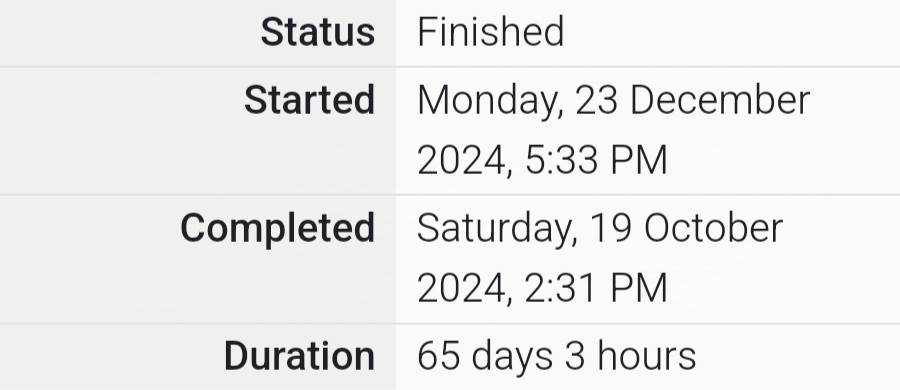 Status Finished
Started Monday, 23 December
2024, 5:33 PM
Completed Saturday, 19 October
2024, 2:31 PM
Duration 65 days 3 hours